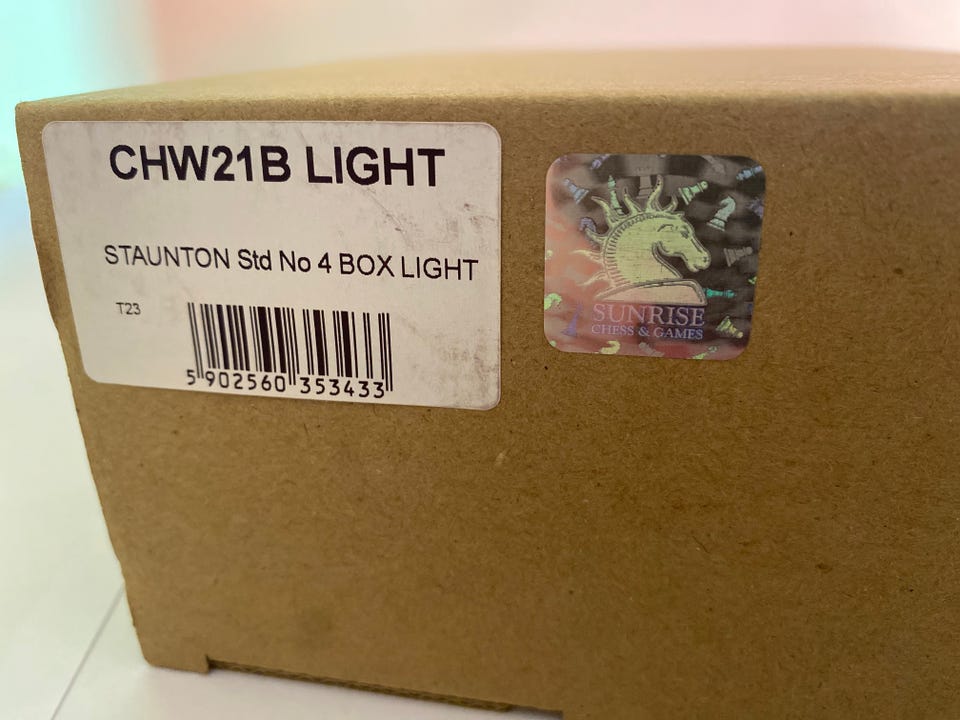 CHW21B LIGHT
STAUNTON Std No 4 BOX LIGHT
T23
5 902560 353433
SUNRISE
CHESS & GAMES